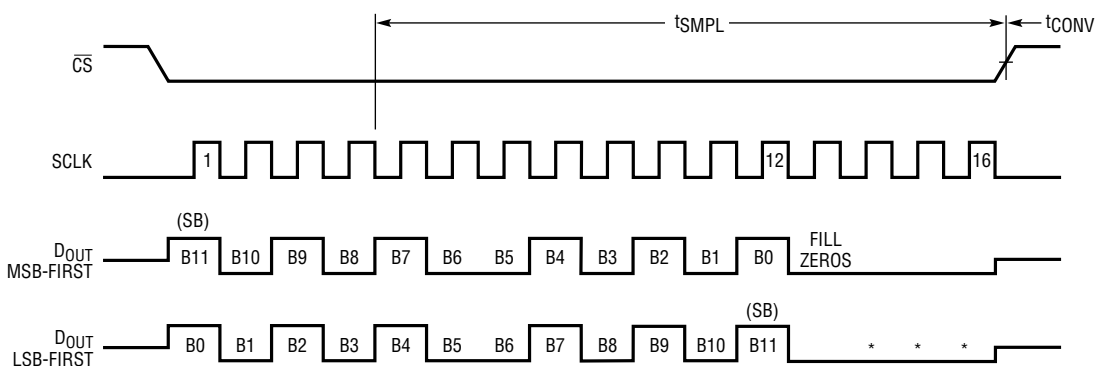 tSMPL
tCONV
CS
SCLK
1
12
16
(SB)
DOUT
MSB-FIRST
B11 B10 B9 B8 B7 B6 B5 B4 B3 B2 B1 B0
FILL
ZEROS
(SB)
DOUT
LSB-FIRST
B0 B1 B2 B3 B4 B5 B6 B7 B8 B9 B10 B11 * * *